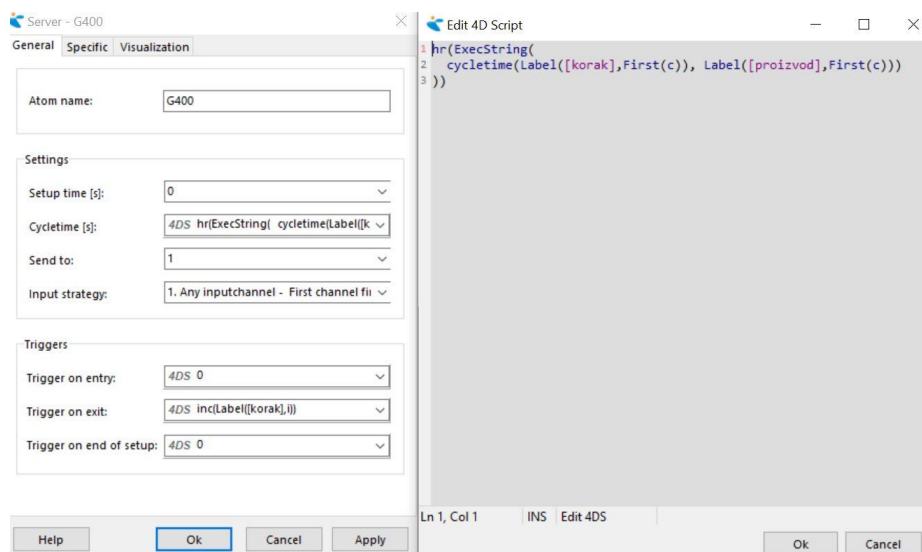 Server - G400
General Specific Visualization
Atom name: G400
Settings
Setup time [s]: 0
Cycletime [s]: 4DS hr(ExecString( cycletime(Label([k
Send to: 1
Input strategy: 1. Any inputchannel - First channel fi
Triggers
Trigger on entry: 4DS 0
Trigger on exit: 4DS inc(Label([korak],i))
Trigger on end of setup: 4DS 0
Help Ok Cancel Apply
Edit 4D Script
1 hr(ExecString(
2 cycletime(Label([korak],First(c)), Label([proizvod],First(c)))
3 ))
Ln 1, Col 1 INS Edit 4DS
Ok Cancel